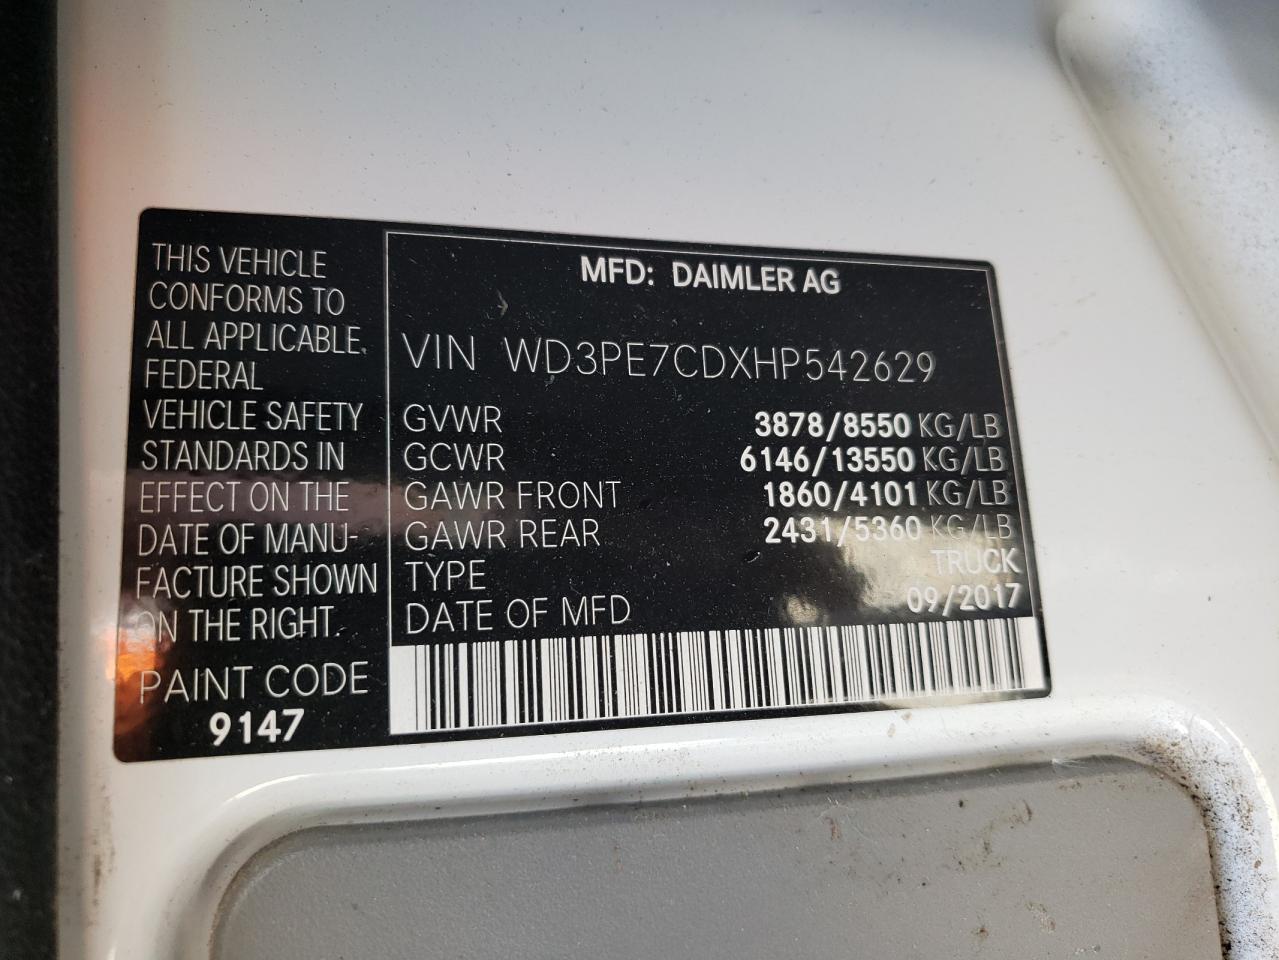 THIS VEHICLE
CONFORMS TO
ALL APPLICABLE
FEDERAL
VEHICLE SAFETY
STANDARDS IN
EFFECT ON THE
DATE OF MANU-
FACTURE SHOWN
ON THE RIGHT.
PAINT CODE
9147
MFD: DAIMLER AG
VIN WD3PE7CDXHP542629
GVWR 3878/8550 KG/LB
GCWR 6146/13550 KG/LB
GAWR FRONT 1860/4101 KG/LB
GAWR REAR 2431/5360 KG/LB
TYPE TRUCK
DATE OF MFD 09/2017